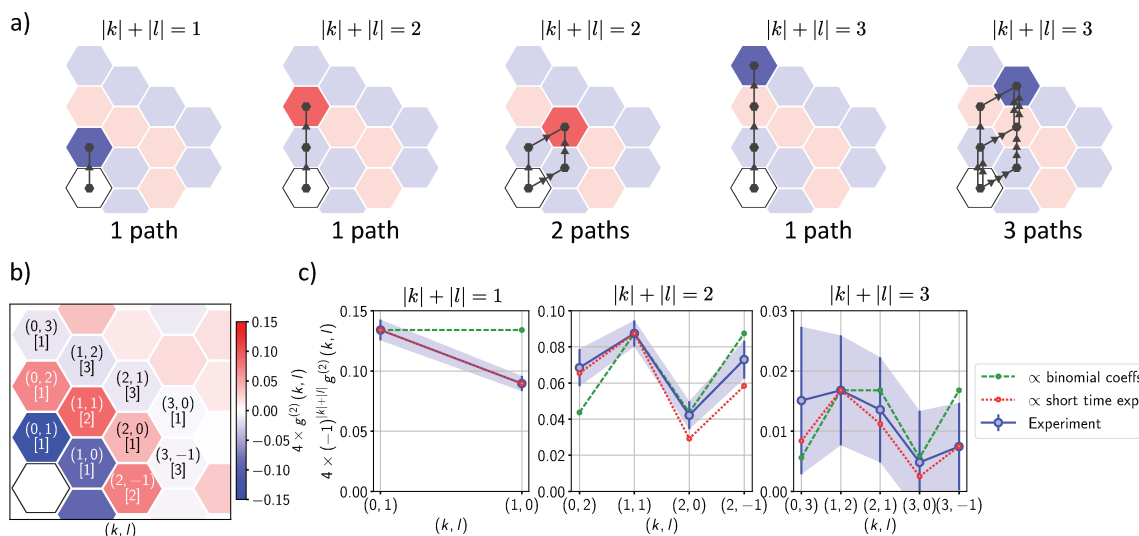 a)
|k| + |l| = 1
|k| + |l| = 2
|k| + |l| = 2
|k| + |l| = 3
|k| + |l| = 3
1 path
1 path
2 paths
1 path
3 paths
b)
(0, 3)
[1]
(1, 2)
[3]
(0, 2)
[1]
(2, 1)
[3]
(1, 1)
[2]
(3, 0)
[1]
(0, 1)
[1]
(2, 0)
[1]
(1, 0)
[1]
(3, −1)
[3]
(2, −1)
[2]
(k, l)
0.15
0.10
0.05
0.00
−0.05
−0.10
−0.15
4 × g⁽²⁾(k, l)
c)
|k| + |l| = 1
4 × (−1)^{|k|+|l|} g⁽²⁾(k, l)
0.15
0.10
0.05
0.00
(0, 1)
(1, 0)
(k, l)
|k| + |l| = 2
0.10
0.08
0.06
0.04
0.02
0.00
(0, 2)
(1, 1)
(2, 0)
(2, −1)
(k, l)
|k| + |l| = 3
0.03
0.02
0.01
0.00
(0, 3)
(1, 2)
(2, 1)
(3, 0)
(3, −1)
(k, l)
∝ binomial coeffs
∝ short time exp
Experiment